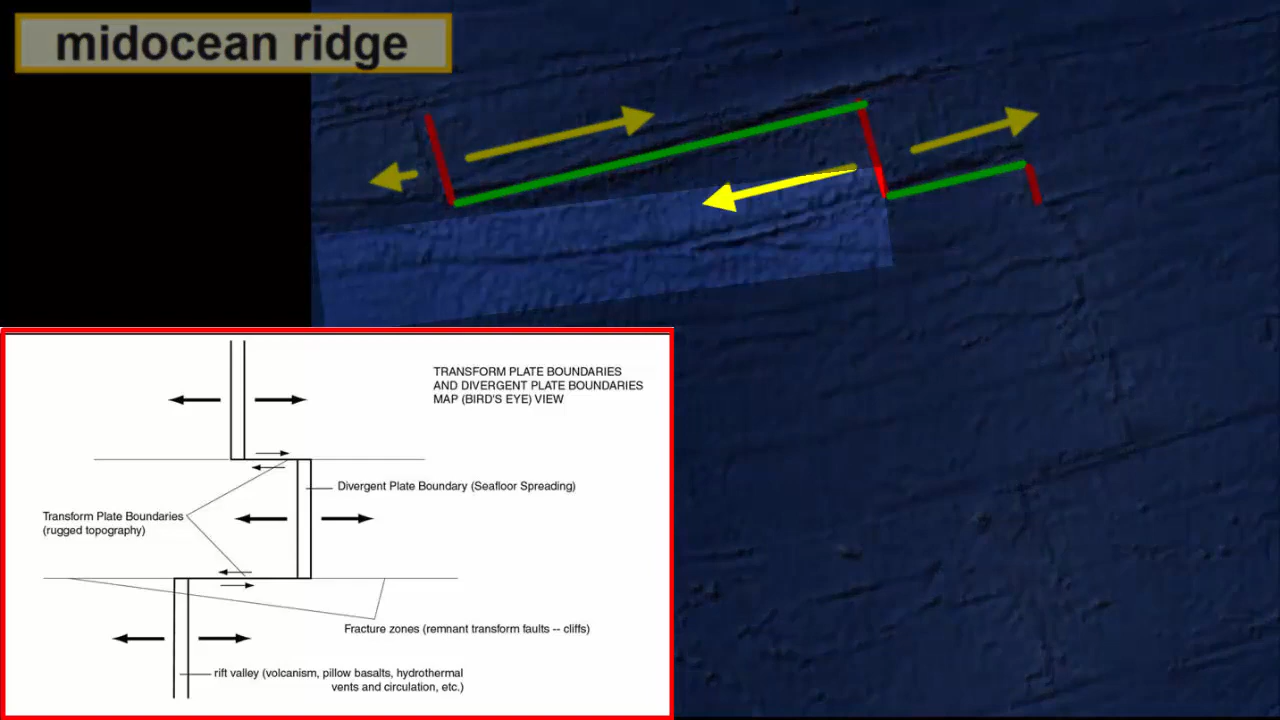 midocean ridge
TRANSFORM PLATE BOUNDARIES
AND DIVERGENT PLATE BOUNDARIES
MAP (BIRD'S EYE) VIEW
Divergent Plate Boundary (Seafloor Spreading)
Transform Plate Boundaries
(rugged topography)
Fracture zones (remnant transform faults -- cliffs)
rift valley (volcanism, pillow basalts, hydrothermal
vents and circulation, etc.)